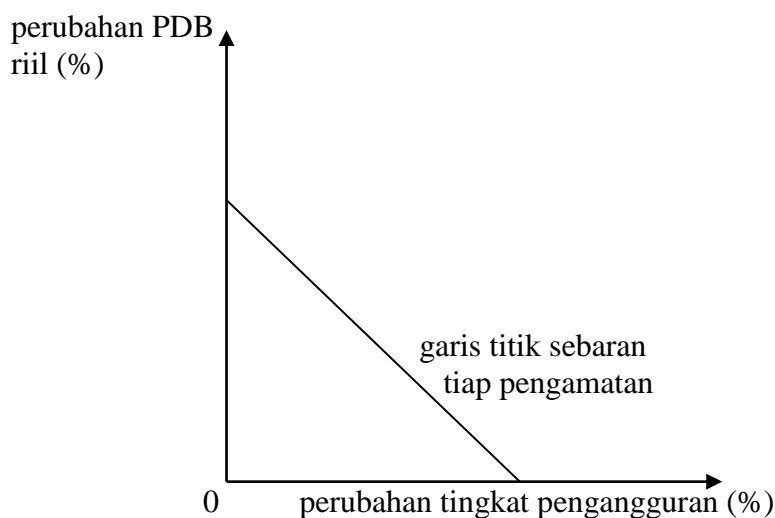 perubahan PDB
riil (%)
garis titik sebaran
tiap pengamatan
0 perubahan tingkat pengangguran (%)